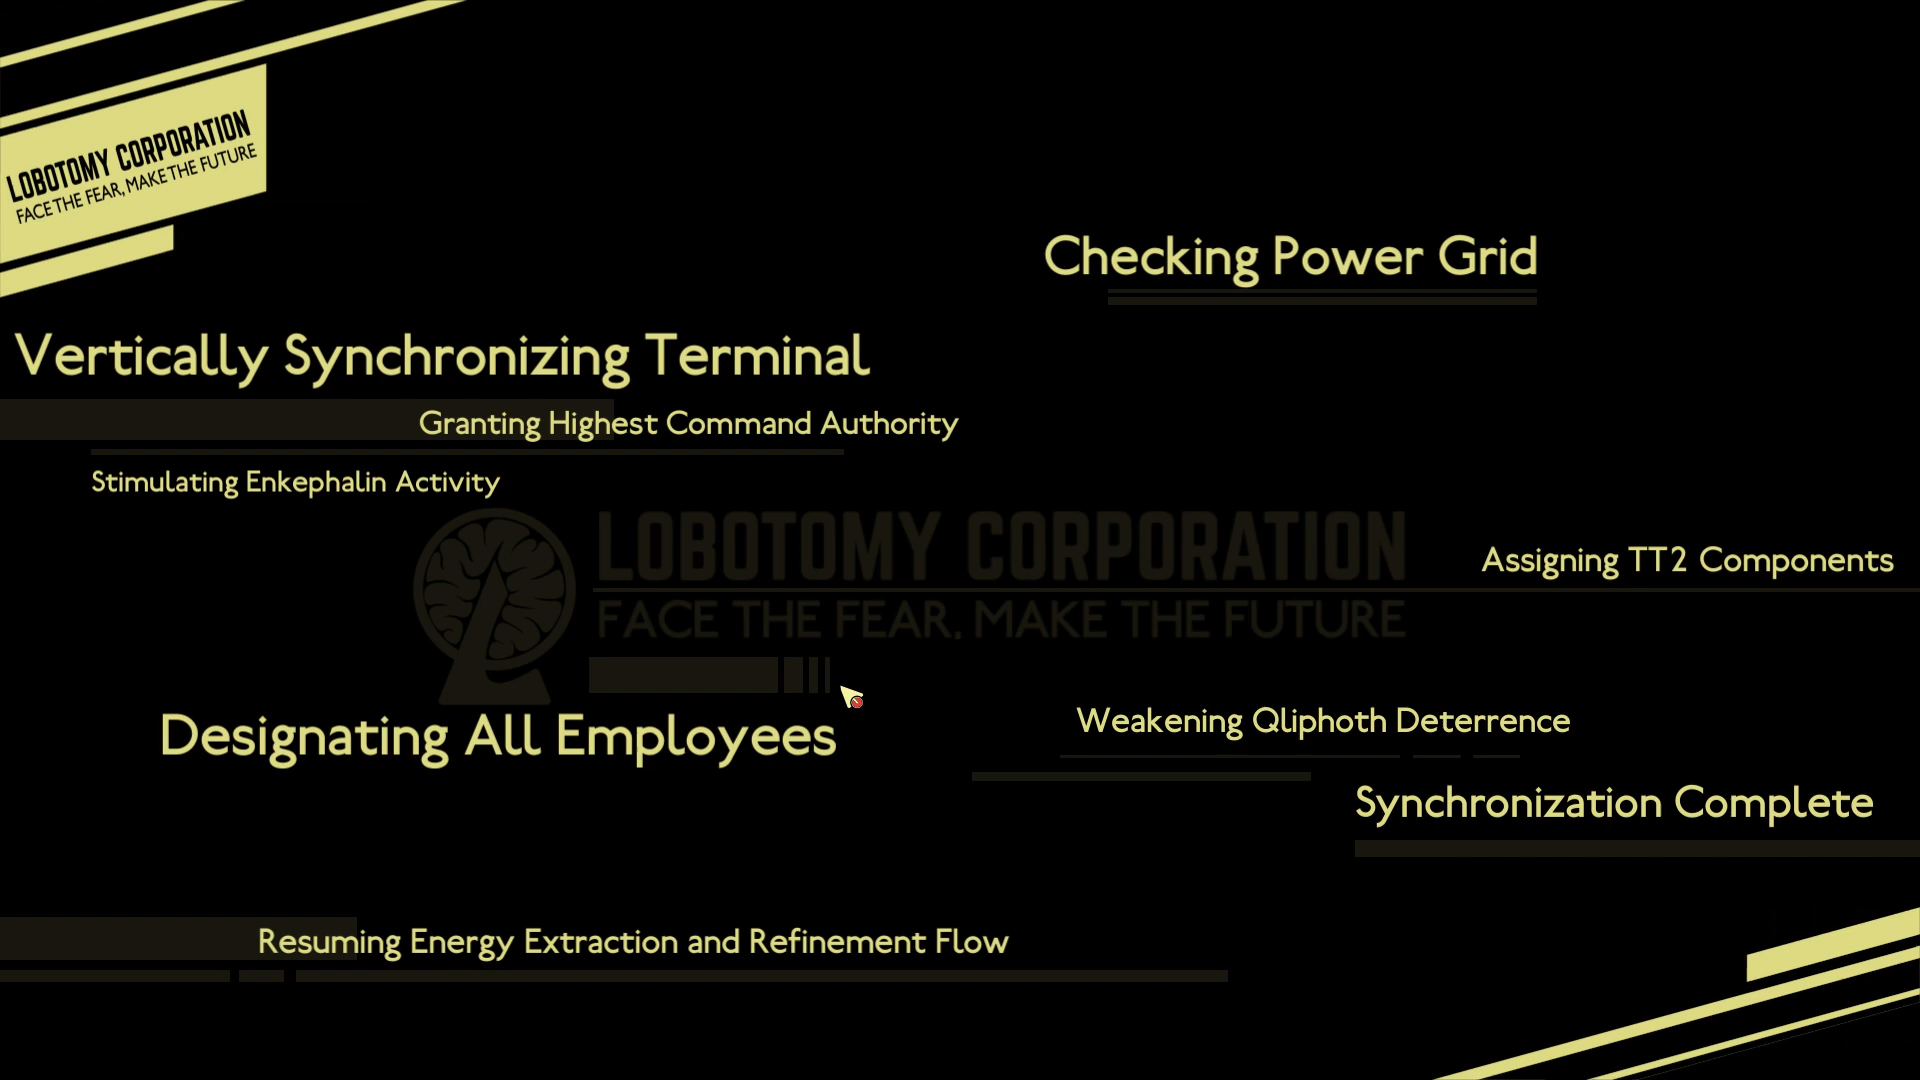 LOBOTOMY CORPORATION
FACE THE FEAR, MAKE THE FUTURE
Checking Power Grid
Vertically Synchronizing Terminal
Granting Highest Command Authority
Stimulating Enkephalin Activity
LOBOTOMY CORPORATION
FACE THE FEAR, MAKE THE FUTURE
Assigning TT2 Components
Designating All Employees
Weakening Qliphoth Deterrence
Synchronization Complete
Resuming Energy Extraction and Refinement Flow